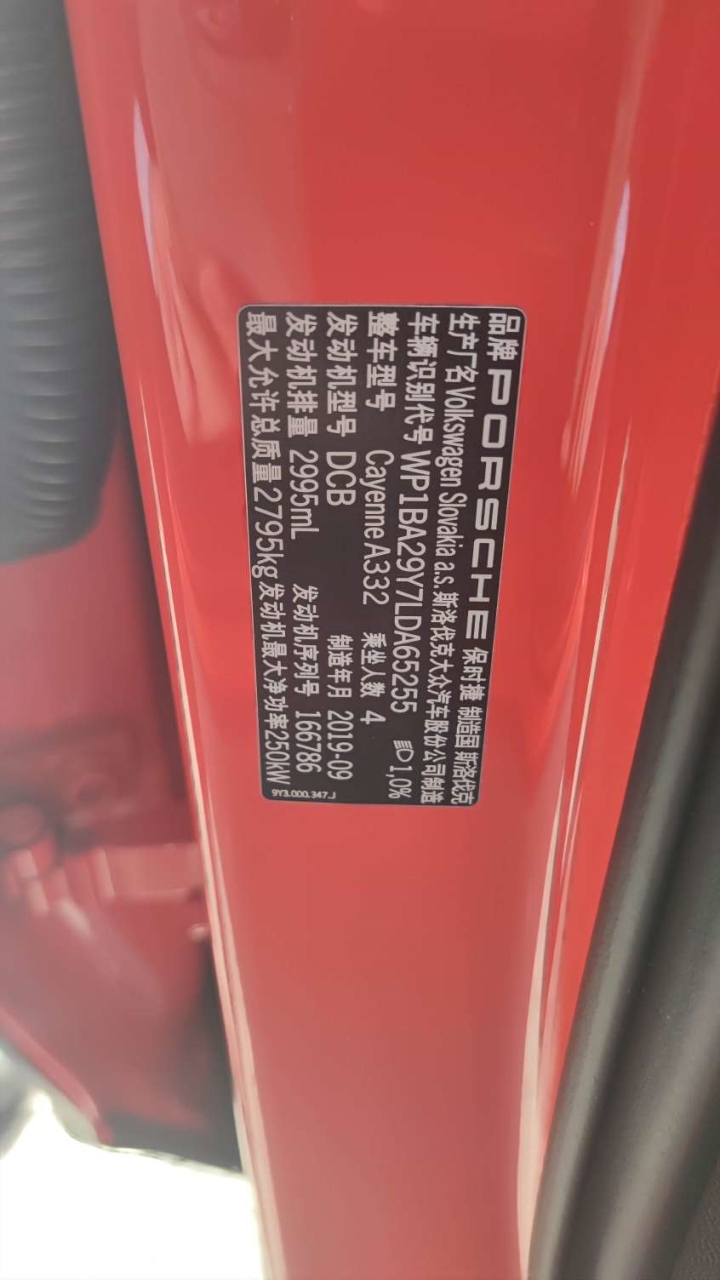 品牌 PORSCHE 保时捷 制造国 斯洛伐克
生产厂名 Volkswagen Slovakia a.s. 斯洛伐克大众汽车股份公司制造
车辆识别代号 WP1BA29Y7LDA65255 1,0%
整车型号 Cayenne A332 乘坐人数 4
发动机型号 DCB 制造年月 2019-09
发动机排量 2995mL 发动机序列号 166786
最大允许总质量 2795kg 发动机最大净功率 250kW
9Y3.000.347.J